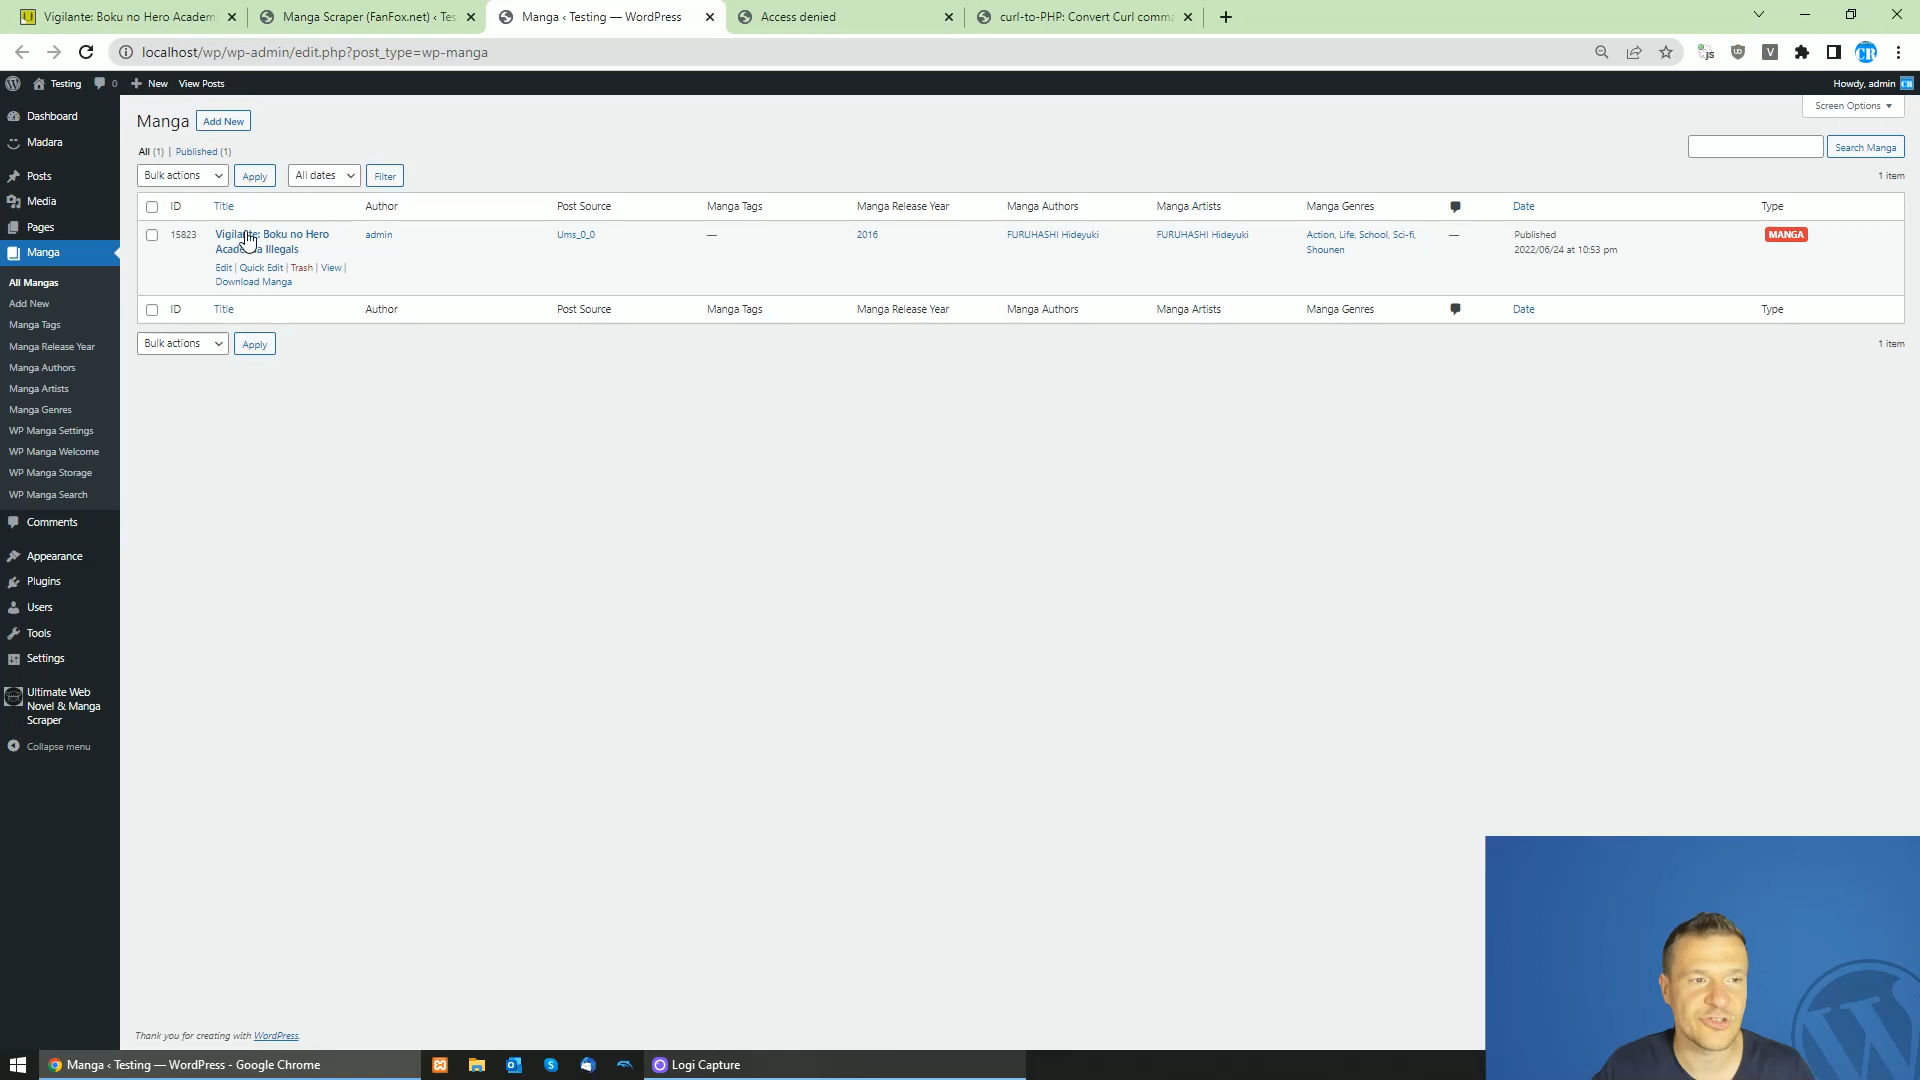 Vigilante: Boku no Hero Academi
Manga Scraper (FanFox.net) ‹ Tes
Manga ‹ Testing — WordPress
Access denied
curl-to-PHP: Convert Curl comma
localhost/wp/wp-admin/edit.php?post_type=wp-manga
Testing
0
New
View Posts
Howdy, admin
Screen Options
Dashboard
Madara
Posts
Media
Pages
Manga
All Mangas
Add New
Manga Tags
Manga Release Year
Manga Authors
Manga Artists
Manga Genres
WP Manga Settings
WP Manga Welcome
WP Manga Storage
WP Manga Search
Comments
Appearance
Plugins
Users
Tools
Settings
Ultimate Web
Novel & Manga
Scraper
Collapse menu
Manga Add New
All (1) | Published (1)
Search Manga
Bulk actions Apply All dates Filter
1 item
ID Title Author Post Source Manga Tags Manga Release Year Manga Authors Manga Artists Manga Genres Date Type
15823 Vigilante: Boku no Hero admin Ums_0_0 — 2016 FURUHASHI Hideyuki FURUHASHI Hideyuki Action, Life, School, Sci-fi, — Published MANGA
Academia Illegals Shounen 2022/06/24 at 10:53 pm
Edit | Quick Edit | Trash | View |
Download Manga
ID Title Author Post Source Manga Tags Manga Release Year Manga Authors Manga Artists Manga Genres Date Type
Bulk actions Apply
1 item
Thank you for creating with WordPress.
Manga ‹ Testing — WordPress - Google Chrome
Logi Capture